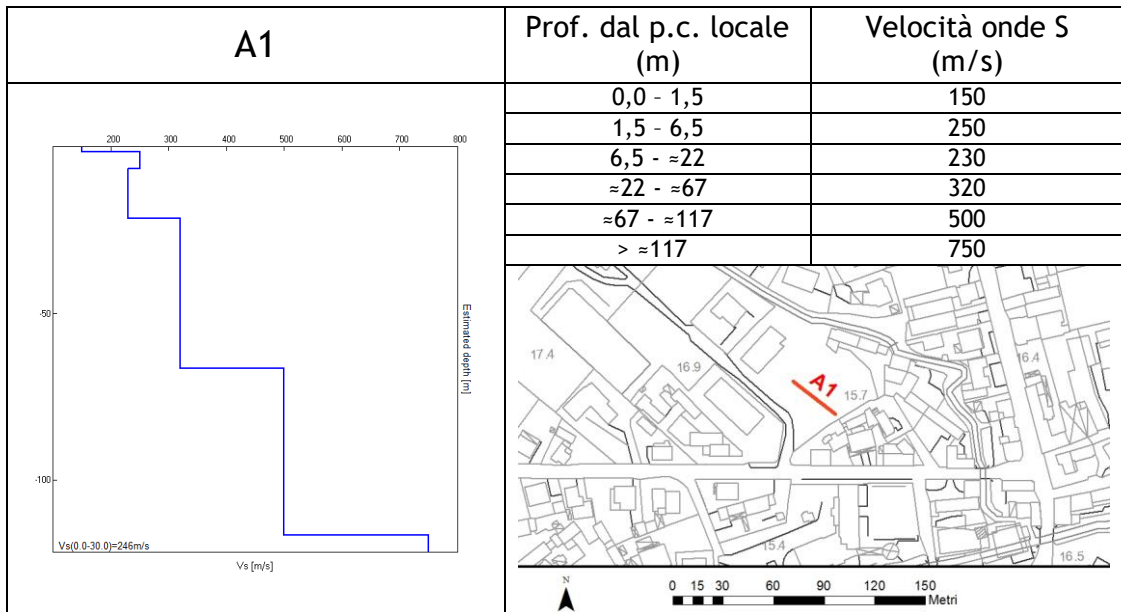 A1
Prof. dal p.c. locale
(m)
Velocità onde S
(m/s)
0,0 – 1,5
150
1,5 – 6,5
250
6,5 - ≈22
230
≈22 - ≈67
320
≈67 - ≈117
500
> ≈117
750
200 300 400 500 600 700 800
-50
-100
Estimated depth [m]
Vs(0.0-30.0)=246m/s
Vs [m/s]
17.4
16.9
A1
15.7
16.4
15.4
16.5
N
0 15 30 60 90 120 150
Metri